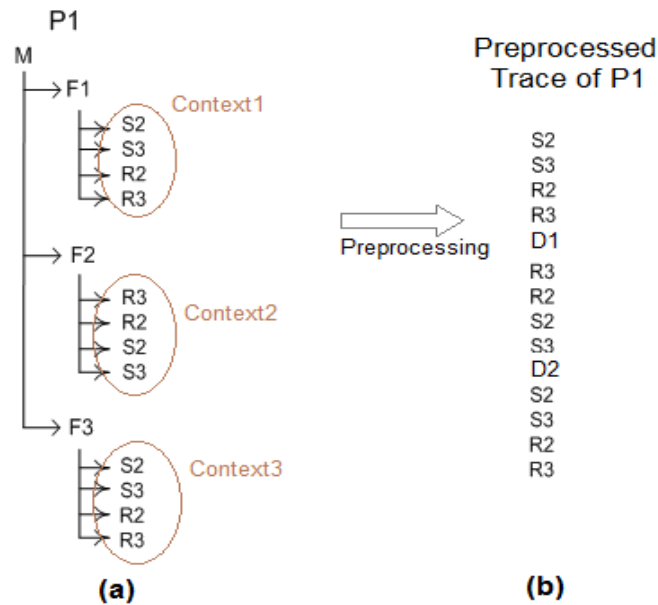 P1
M
F1
Context1
S2
S3
R2
R3
F2
Context2
R3
R2
S2
S3
F3
Context3
S2
S3
R2
R3
(a)
Preprocessing
Preprocessed
Trace of P1
S2
S3
R2
R3
D1
R3
R2
S2
S3
D2
S2
S3
R2
R3
(b)